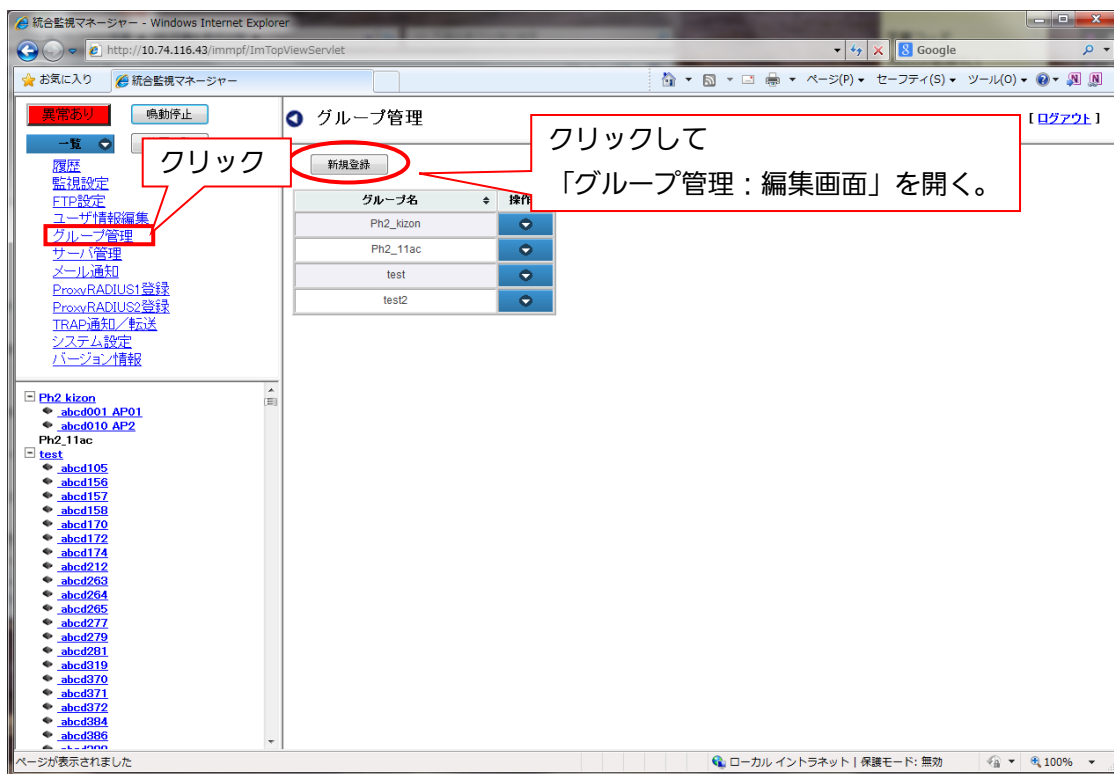 統合監視マネージャー - Windows Internet Explorer
http://10.74.116.43/immpf/ImTopViewServlet
Google
お気に入り
統合監視マネージャー
ページ(P)
セーフティ(S)
ツール(O)
異常あり
鳴動停止
グループ管理
[ ログアウト ]
一覧
クリック
新規登録
クリックして
「グループ管理：編集画面」を開く。
履歴
監視設定
FTP設定
ユーザ情報編集
グループ管理
サーバ管理
メール通知
ProxyRADIUS1登録
ProxyRADIUS2登録
TRAP通知／転送
システム設定
バージョン情報
グループ名
操作
Ph2_kizon
Ph2_11ac
test
test2
Ph2_kizon
abcd001_AP01
abcd010_AP2
Ph2_11ac
test
abcd105
abcd156
abcd157
abcd158
abcd170
abcd172
abcd174
abcd212
abcd263
abcd264
abcd265
abcd277
abcd279
abcd281
abcd319
abcd370
abcd371
abcd372
abcd384
abcd386
ページが表示されました
ローカル イントラネット | 保護モード: 無効
100%